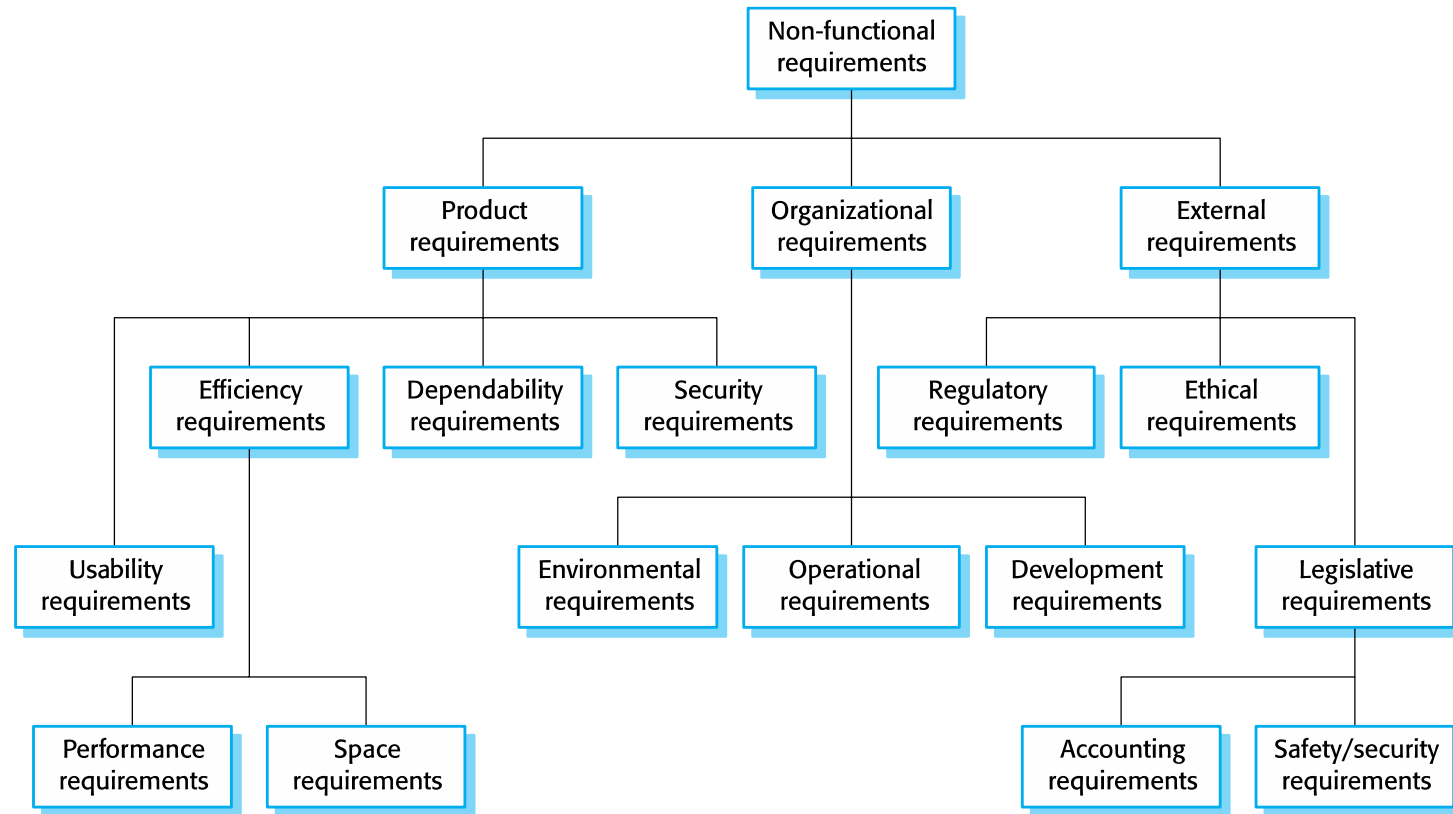 Non-functional
requirements
Product
requirements
Organizational
requirements
External
requirements
Efficiency
requirements
Dependability
requirements
Security
requirements
Regulatory
requirements
Ethical
requirements
Usability
requirements
Environmental
requirements
Operational
requirements
Development
requirements
Legislative
requirements
Performance
requirements
Space
requirements
Accounting
requirements
Safety/security
requirements